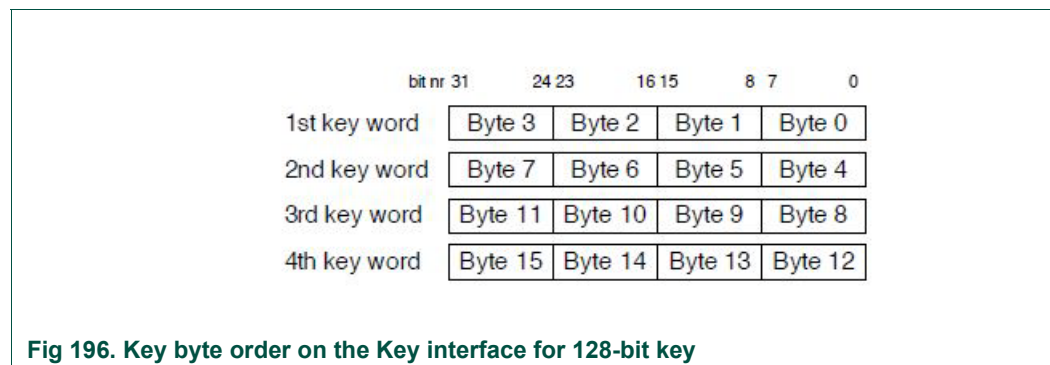 bit nr 31 24 23 16 15 8 7 0
1st key word Byte 3 Byte 2 Byte 1 Byte 0
2nd key word Byte 7 Byte 6 Byte 5 Byte 4
3rd key word Byte 11 Byte 10 Byte 9 Byte 8
4th key word Byte 15 Byte 14 Byte 13 Byte 12
Fig 196. Key byte order on the Key interface for 128-bit key